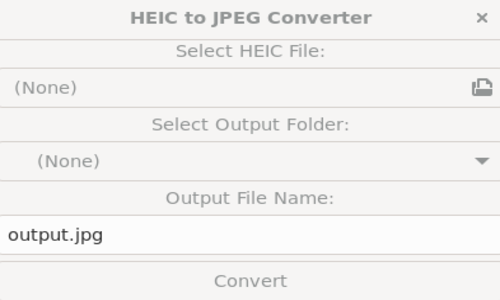 HEIC to JPEG Converter
Select HEIC File:
(None)
Select Output Folder:
(None)
Output File Name:
output.jpg
Convert